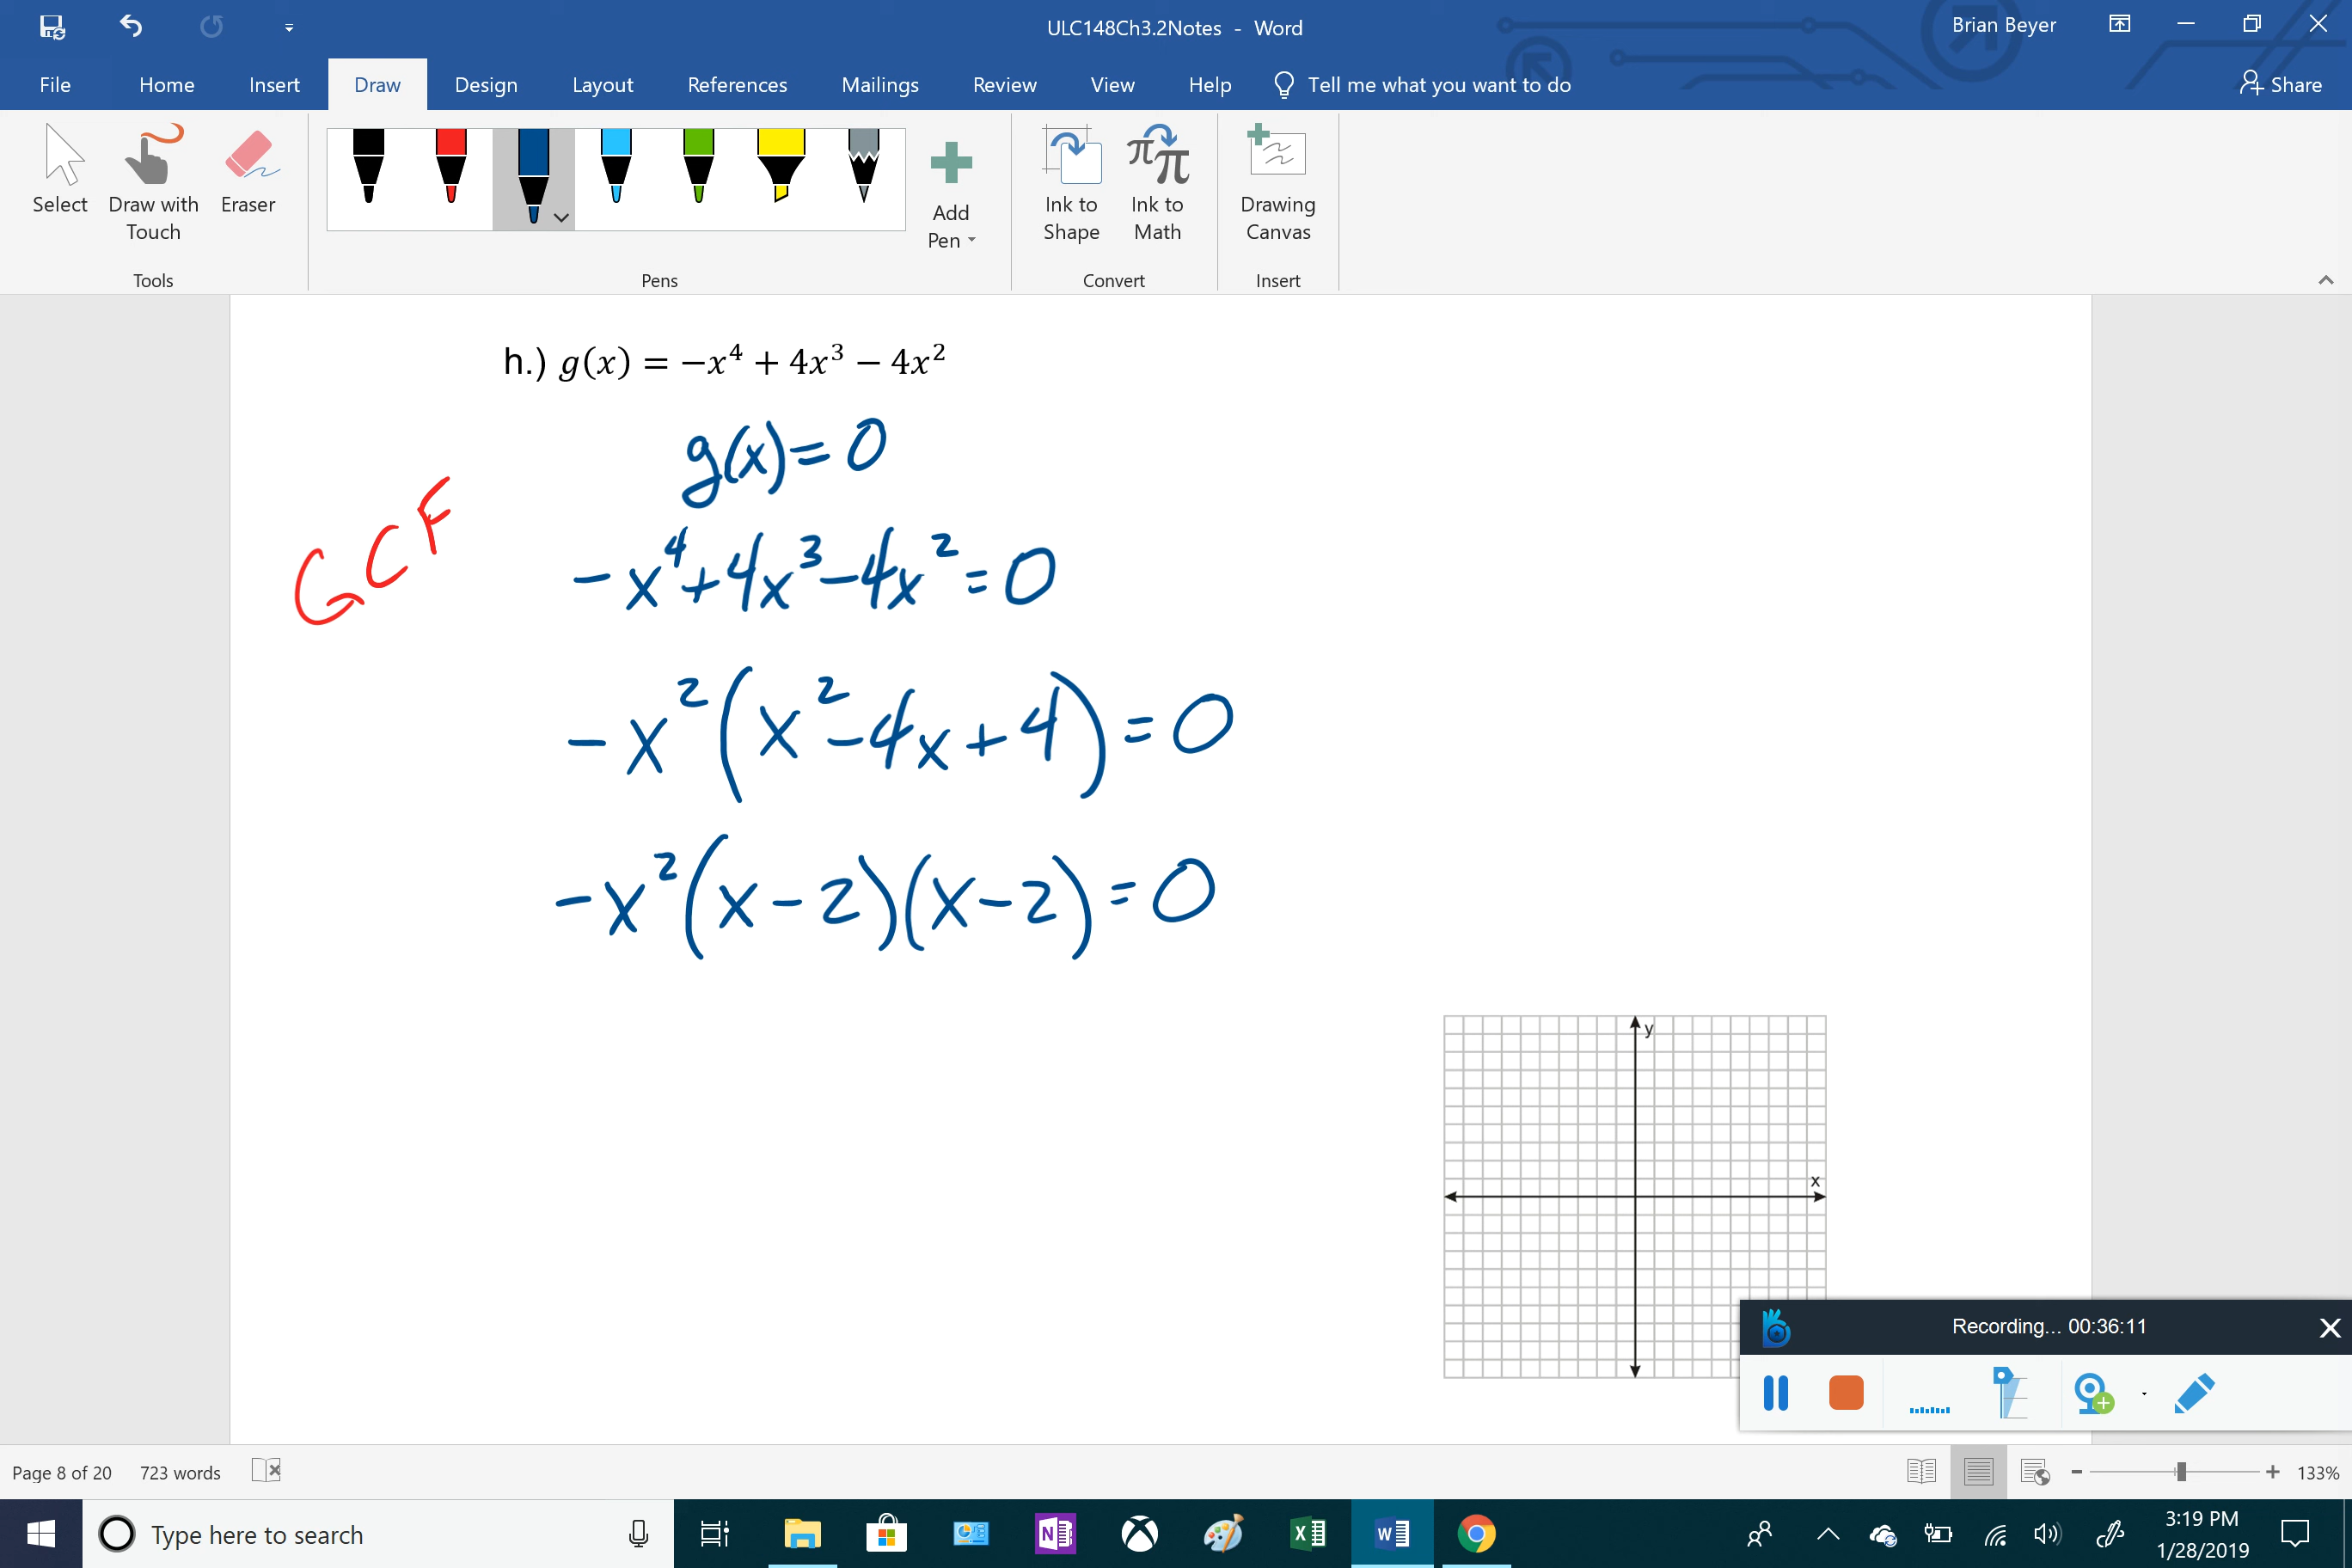 ULC148Ch3.2Notes - Word
Brian Beyer
File Home Insert Draw Design Layout References Mailings Review View Help Tell me what you want to do Share
Select
Draw with Touch
Eraser
Add Pen
Ink to Shape
Ink to Math
Drawing Canvas
Tools Pens Convert Insert
h.) g(x) = −x⁴ + 4x³ − 4x²
g(x) = 0
GCF
−x⁴ + 4x³ − 4x² = 0
−x²(x² − 4x + 4) = 0
−x²(x − 2)(x − 2) = 0
y
x
Recording... 00:36:11
Page 8 of 20 723 words
133%
Type here to search
3:19 PM
1/28/2019